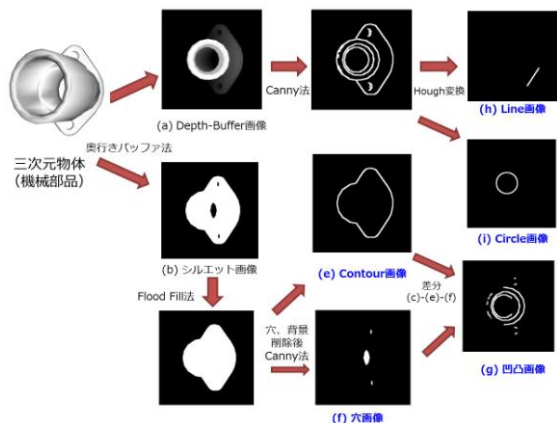 Canny法
Hough変換
(h) Line画像
(a) Depth-Buffer画像
奥行きバッファ法
三次元物体
(機械部品)
(i) Circle画像
(b) シルエット画像
(e) Contour画像
Flood Fill法
差分
(c)-(e)-(f)
穴、背景
削除後
Canny法
(g) 凹凸画像
(f) 穴画像